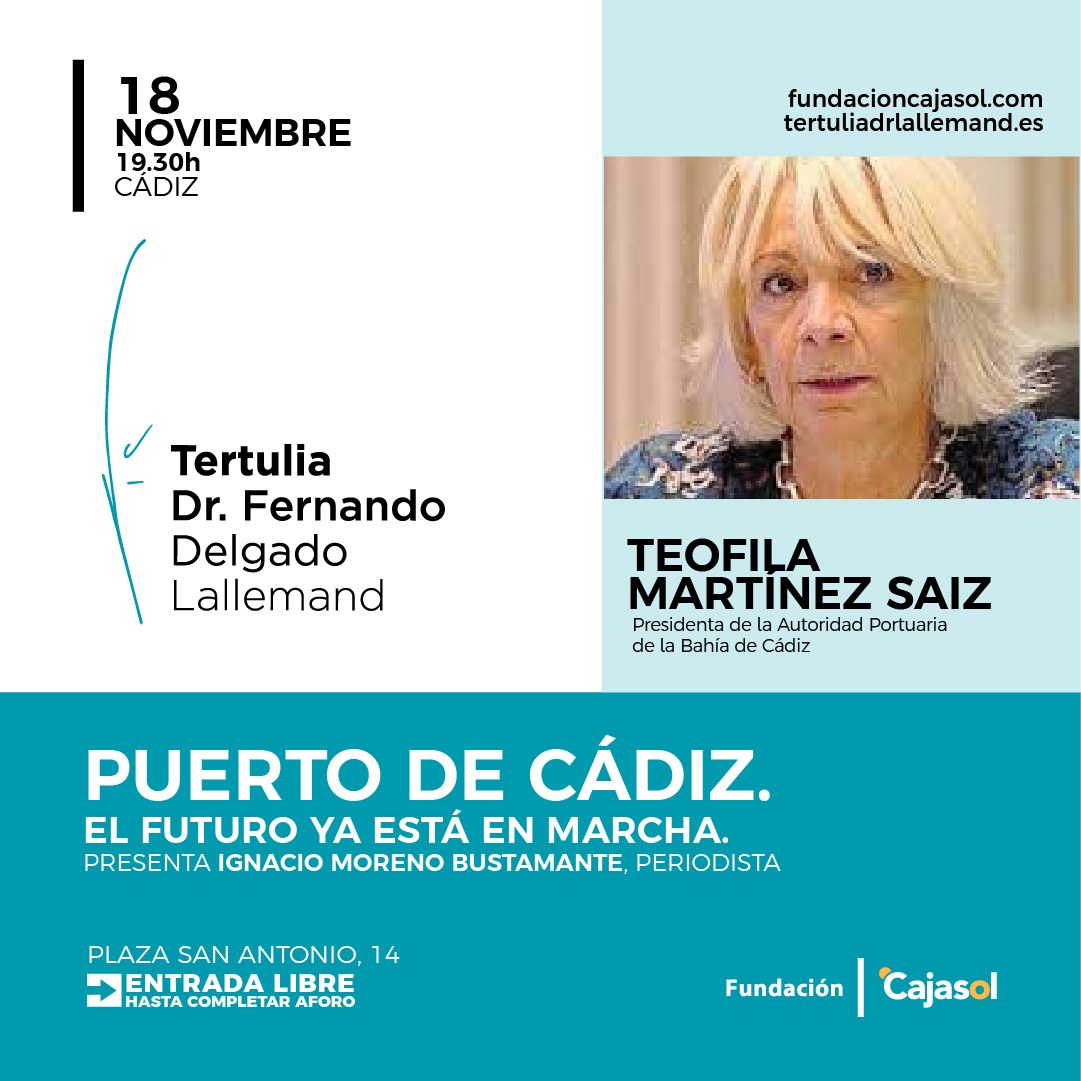 18
NOVIEMBRE
19.30h
CÁDIZ
fundacioncajasol.com
tertuliadrlallemand.es
Tertulia
Dr. Fernando
Delgado
Lallemand
TEOFILA
MARTÍNEZ SAIZ
Presidenta de la Autoridad Portuaria
de la Bahía de Cádiz
PUERTO DE CÁDIZ.
EL FUTURO YA ESTÁ EN MARCHA.
PRESENTA IGNACIO MORENO BUSTAMANTE, PERIODISTA
PLAZA SAN ANTONIO, 14
ENTRADA LIBRE
HASTA COMPLETAR AFORO
Fundación Cajasol